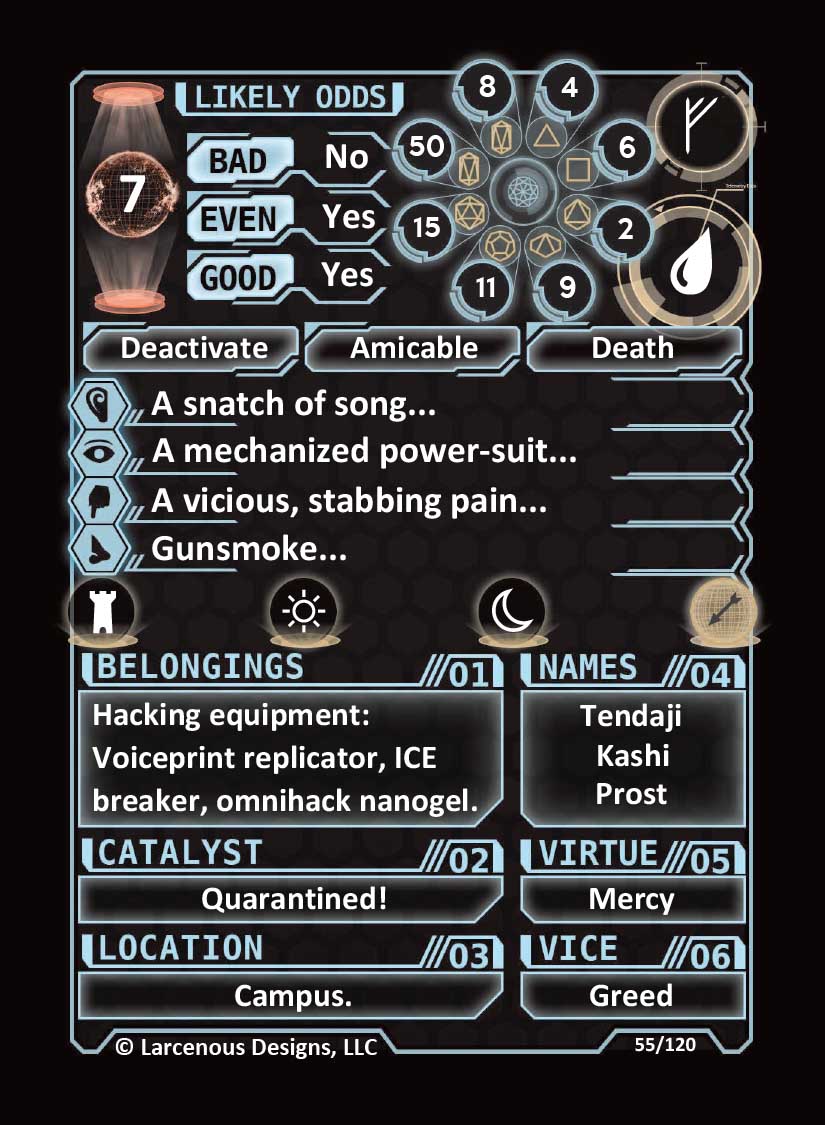 LIKELY ODDS
7
BAD No
EVEN Yes
GOOD Yes
8
4
50
6
15
2
11
9
Deactivate Amicable Death
A snatch of song...
A mechanized power-suit...
A vicious, stabbing pain...
Gunsmoke...
BELONGINGS ///01
Hacking equipment:
Voiceprint replicator, ICE
breaker, omnihack nanogel.
NAMES ///04
Tendaji
Kashi
Prost
CATALYST ///02
Quarantined!
VIRTUE ///05
Mercy
LOCATION ///03
Campus.
VICE ///06
Greed
© Larcenous Designs, LLC
55/120